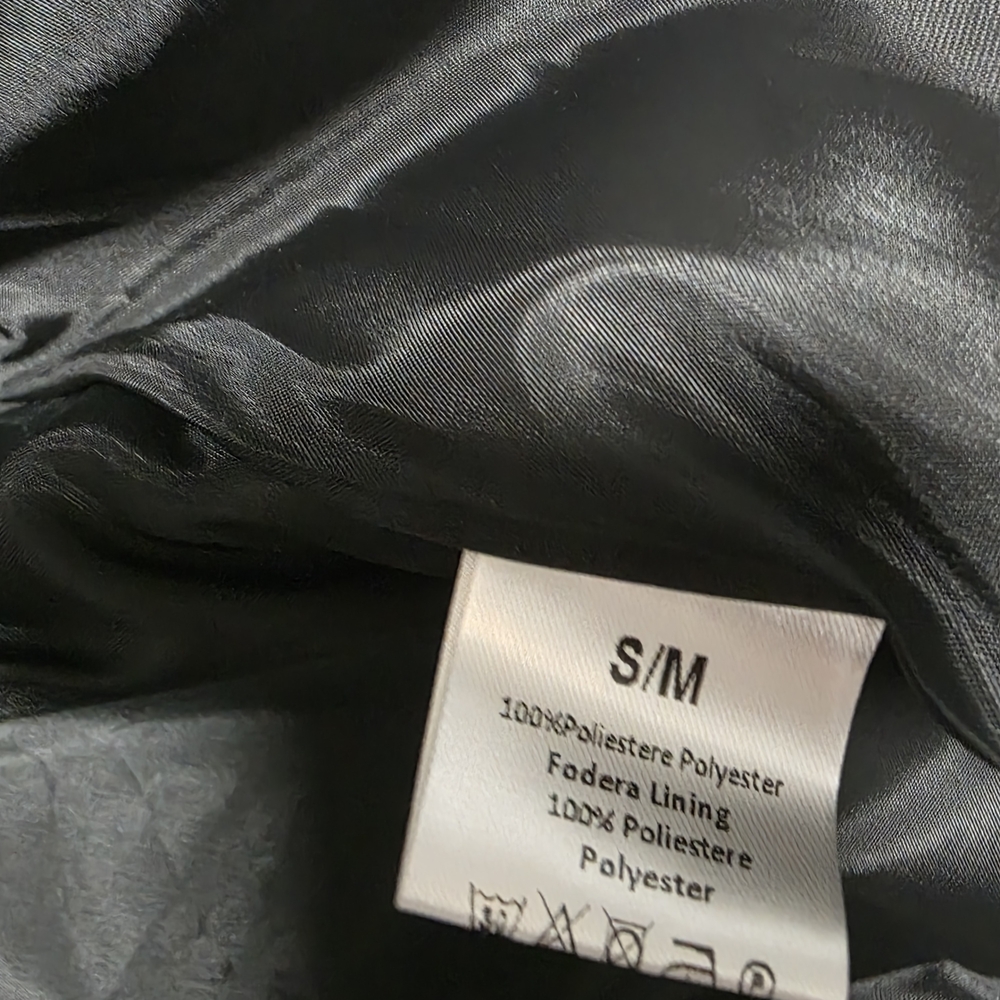 S/M
100%Poliestere Polyester
Fodera Lining
100% Poliestere
Polyester